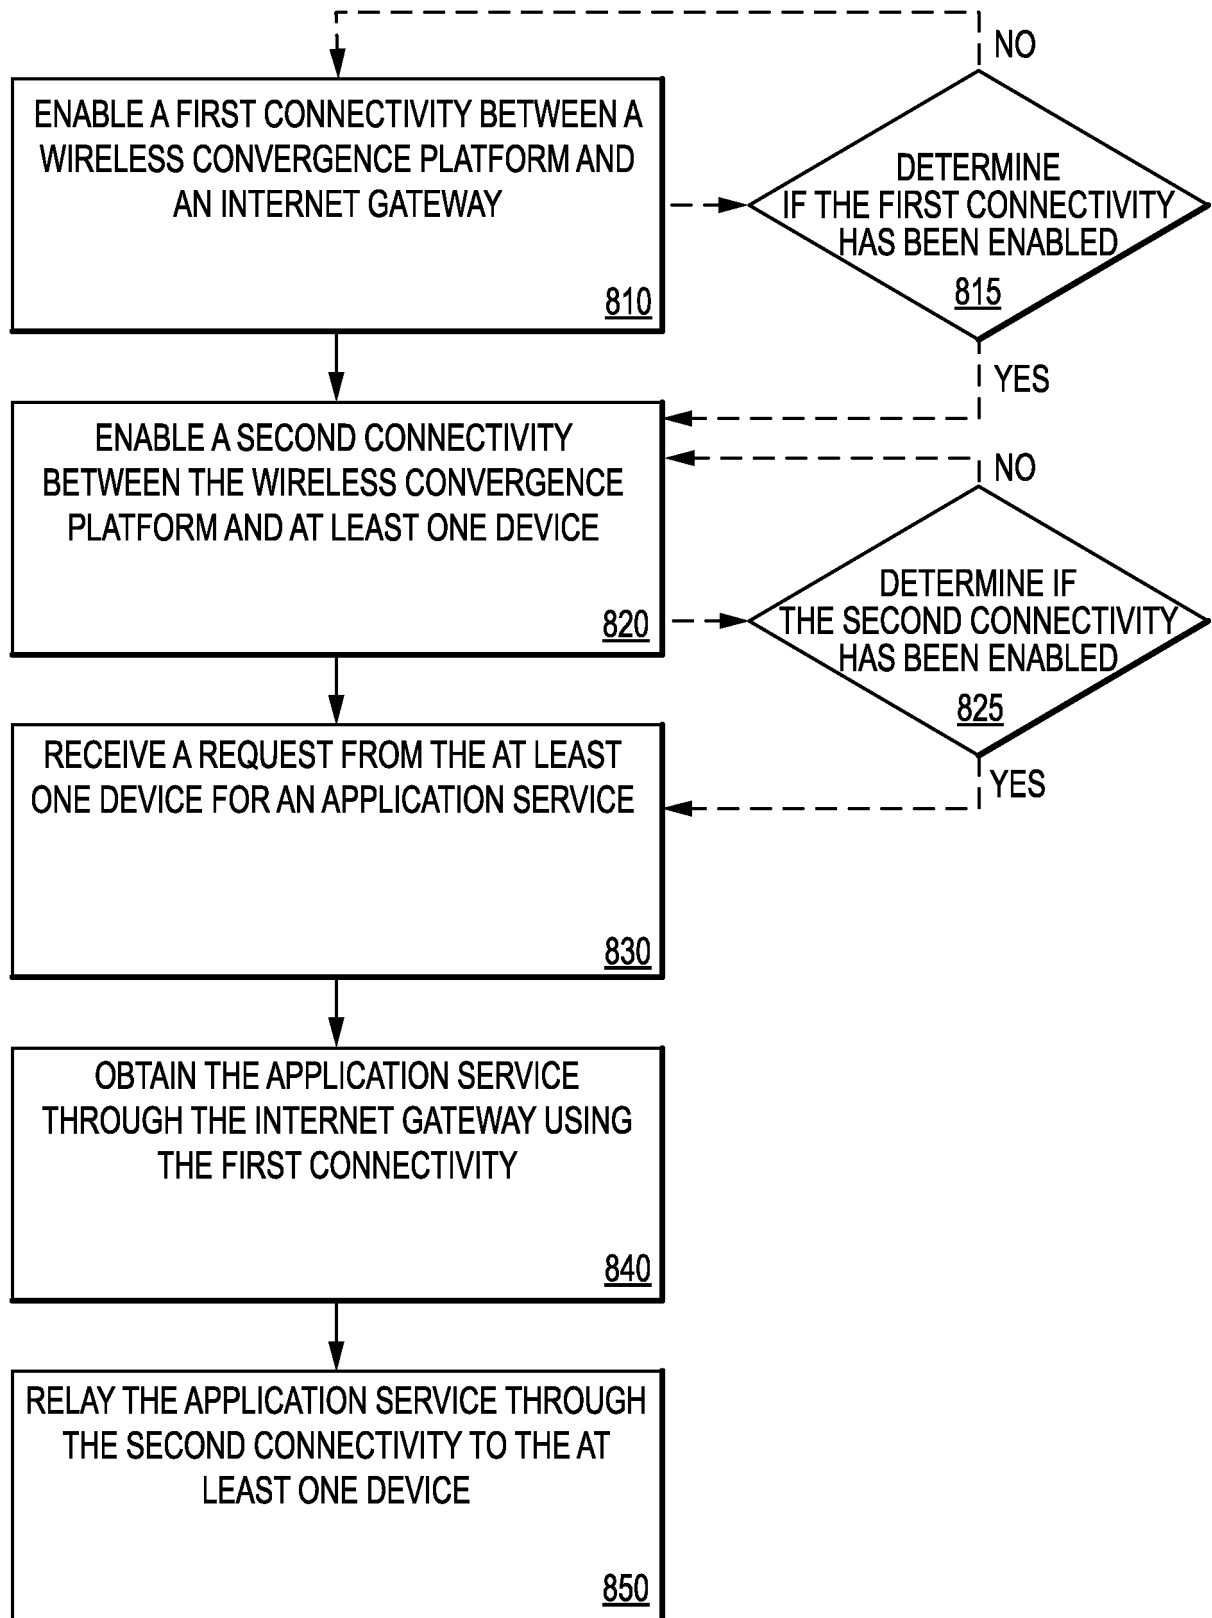 ENABLE A FIRST CONNECTIVITY BETWEEN A
WIRELESS CONVERGENCE PLATFORM AND
AN INTERNET GATEWAY
810
NO
DETERMINE
IF THE FIRST CONNECTIVITY
HAS BEEN ENABLED
815
YES
ENABLE A SECOND CONNECTIVITY
BETWEEN THE WIRELESS CONVERGENCE
PLATFORM AND AT LEAST ONE DEVICE
820
NO
DETERMINE IF
THE SECOND CONNECTIVITY
HAS BEEN ENABLED
825
YES
RECEIVE A REQUEST FROM THE AT LEAST
ONE DEVICE FOR AN APPLICATION SERVICE
830
OBTAIN THE APPLICATION SERVICE
THROUGH THE INTERNET GATEWAY USING
THE FIRST CONNECTIVITY
840
RELAY THE APPLICATION SERVICE THROUGH
THE SECOND CONNECTIVITY TO THE AT
LEAST ONE DEVICE
850